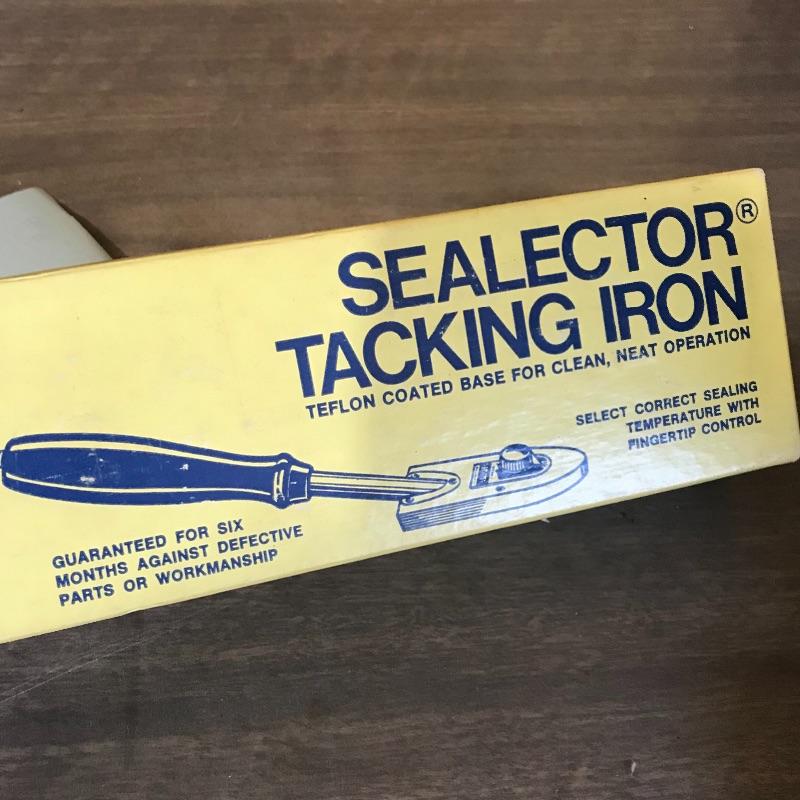 SEALECTOR®
TACKING IRON
TEFLON COATED BASE FOR CLEAN, NEAT OPERATION
SELECT CORRECT SEALING
TEMPERATURE WITH
FINGERTIP CONTROL
GUARANTEED FOR SIX
MONTHS AGAINST DEFECTIVE
PARTS OR WORKMANSHIP